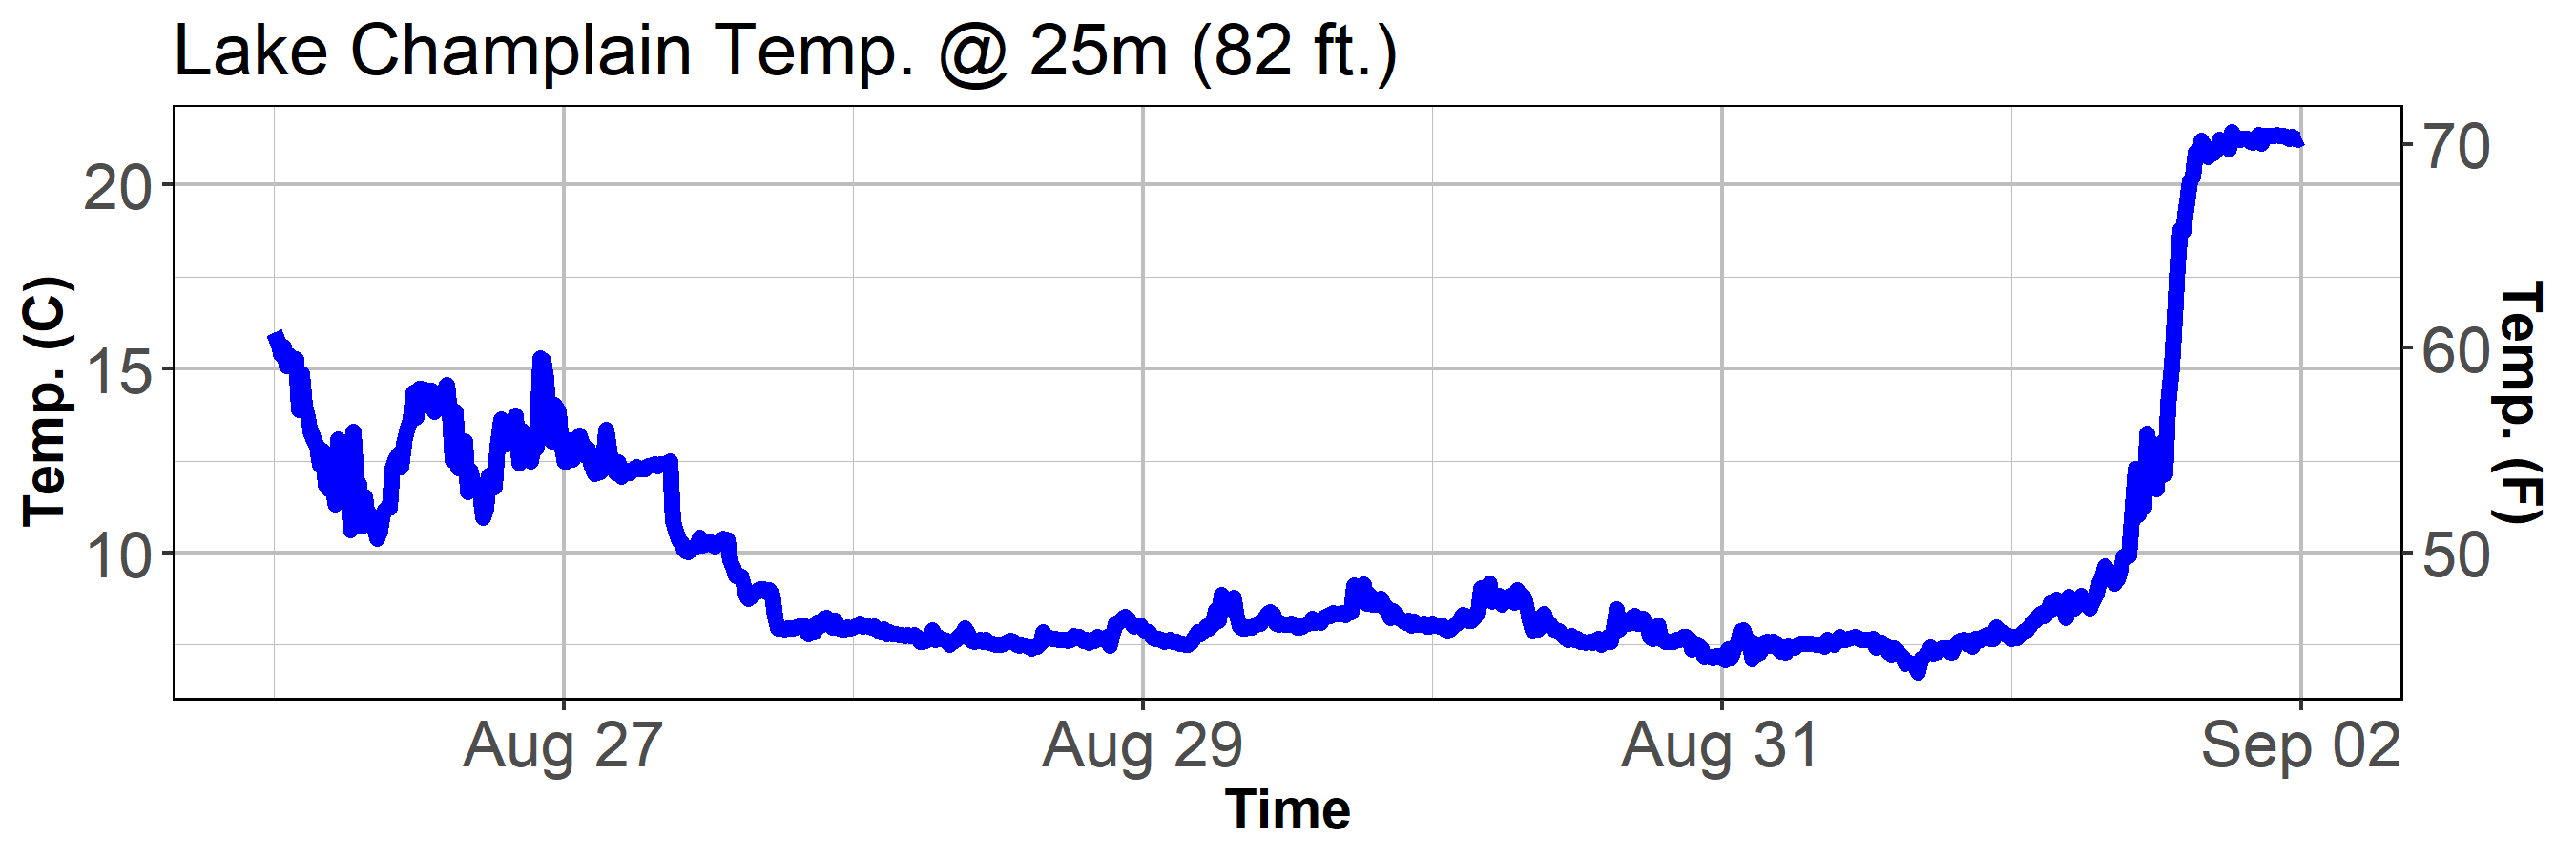 Lake Champlain Temp. @ 25m (82 ft.)
Temp. (C)
20
15
10
70
60
50
Temp. (F)
Aug 27
Aug 29
Aug 31
Sep 02
Time